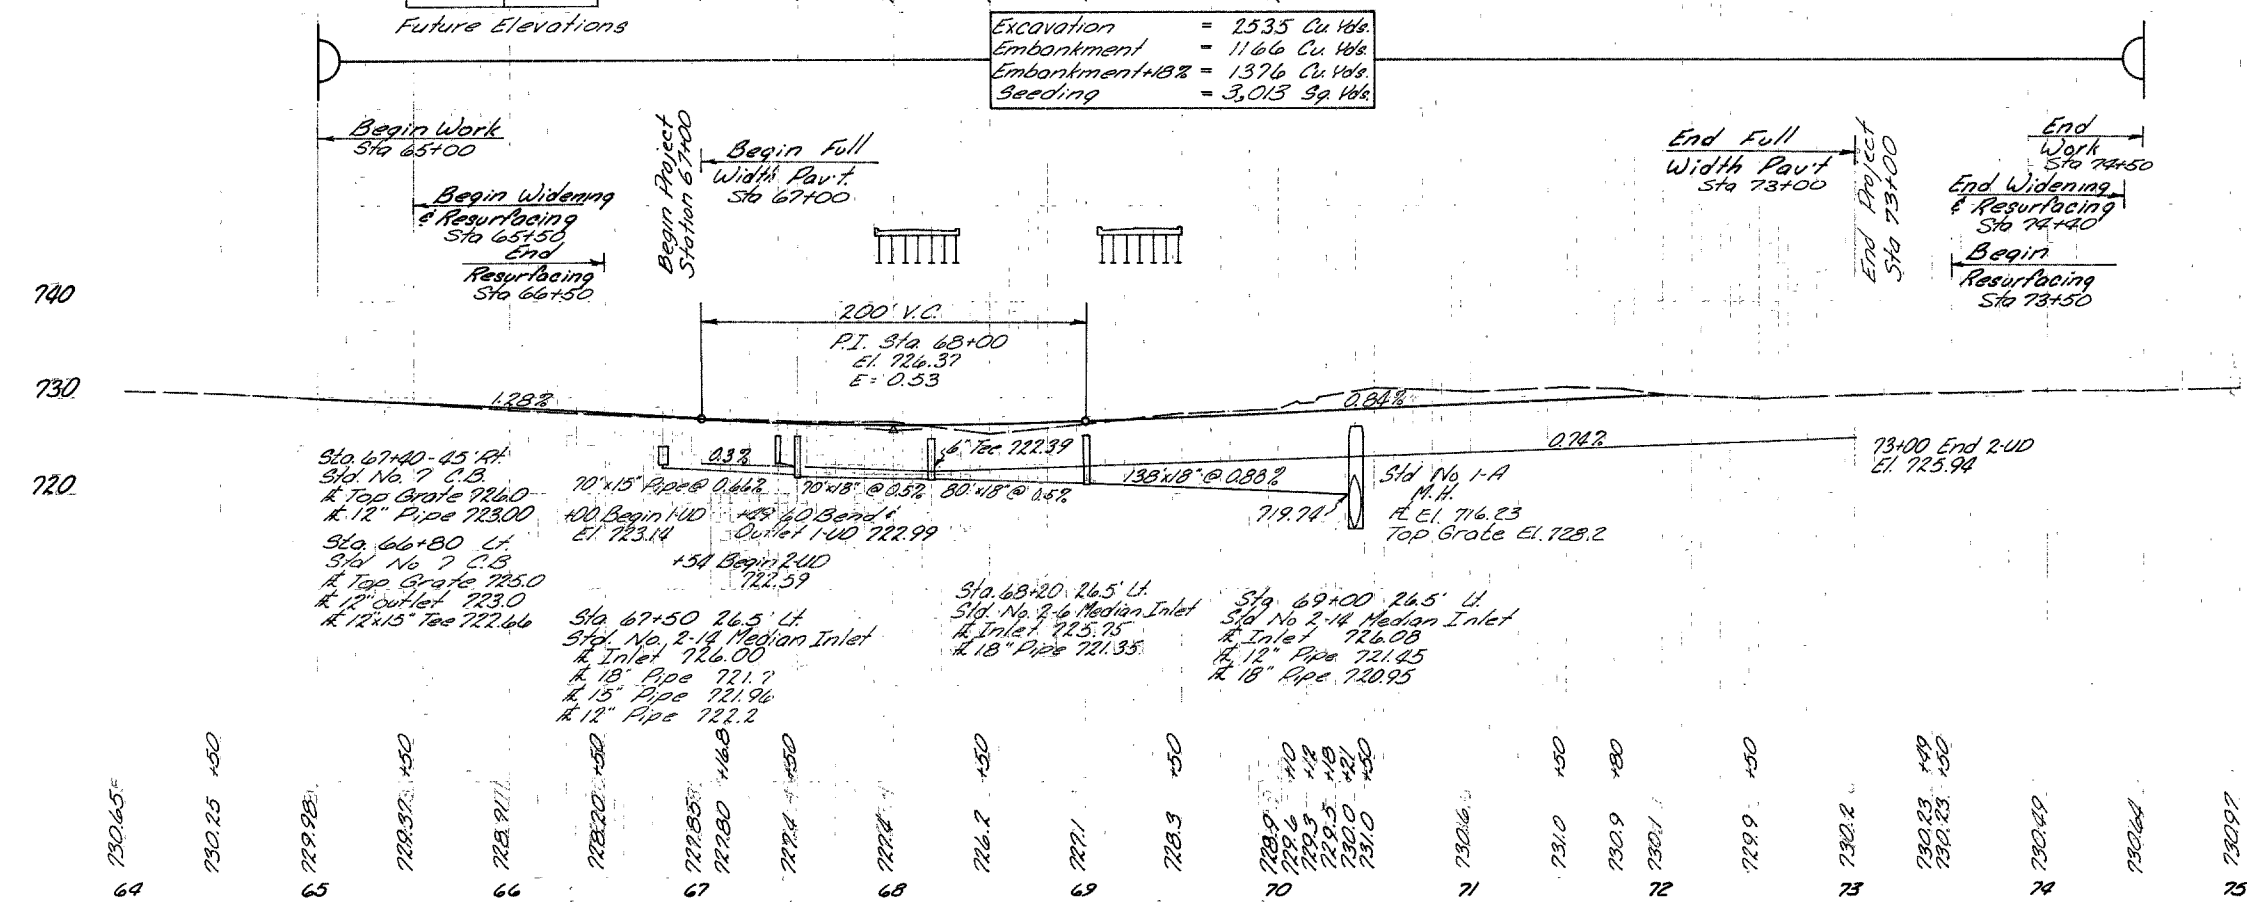 Future Elevations
Excavation = 2535 Cu. Yds.
Embankment = 1166 Cu. Yds.
Embankment+18% = 1376 Cu. Yds.
Seeding = 3,013 Sq. Yds.
Begin Work
Sta 65+00
Begin Widening
& Resurfacing
Sta 65+50
End
Resurfacing
Sta 66+50
Begin Project
Station 67+00
Begin Full
Width Pav't.
Sta 67+00
End Full
Width Pav't
Sta 73+00
End Project
Sta 73+00
End
Work
Sta 74+50
End Widening
& Resurfacing
Sta 74+40
Begin
Resurfacing
Sta 73+50
740
730
720
200' V.C.
P.I. Sta. 68+00
El. 726.37
E = 0.53
1.28%
0.84%
0.74%
0.3%
6" Tee 722.39
70'x15" Pipe @ 0.66%
70'x18" @ 0.5%
80'x18" @ 0.5%
138'x18" @ 0.88%
719.74
73+00 End 2-UD
El. 725.94
Std No 1-A
M.H.
℄ El. 716.23
Top Grate El. 728.2
Sta. 67+40-45' Rt.
Std. No. 7 C.B.
℄ Top Grate 726.0
℄ 12" Pipe 723.00
Sta. 66+80 Lt.
Std No 7 C.B.
℄ Top Grate 725.0
℄ 12" outlet 723.0
℄ 12x15" Tee 722.66
+00 Begin 1-UD
El. 723.14
+49 60 Bend &
Outlet 1-UD 722.99
+54 Begin 2-UD
722.59
Sta 67+50 26.5' Lt.
Std. No. 2-14 Median Inlet
℄ Inlet 726.00
℄ 18" Pipe 721.7
℄ 15" Pipe 721.96
℄ 12" Pipe 722.2
Sta. 68+20 26.5' Lt.
Std. No. 2-6 Median Inlet
℄ Inlet 725.75
℄ 18" Pipe 721.35
Sta 69+00 26.5' Lt.
Std No 2-14 Median Inlet
℄ Inlet 726.08
℄ 12" Pipe 721.45
℄ 18" Pipe 720.95
730.65
730.25 +50
729.98
729.37 +50
728.91
728.20 +50
727.85
727.80 +16.8
727.4 +50
727.4
726.2 +50
727.1
728.3 +50
728.9
729.6 +10
729.3 +12
729.5 +18
730.0 +21
731.0 +50
730.6
731.0 +50
730.9 +80
730.1
729.9 +50
730.2
730.23 +49
730.23 +50
730.49
730.64
730.97
64 65 66 67 68 69 70 71 72 73 74 75